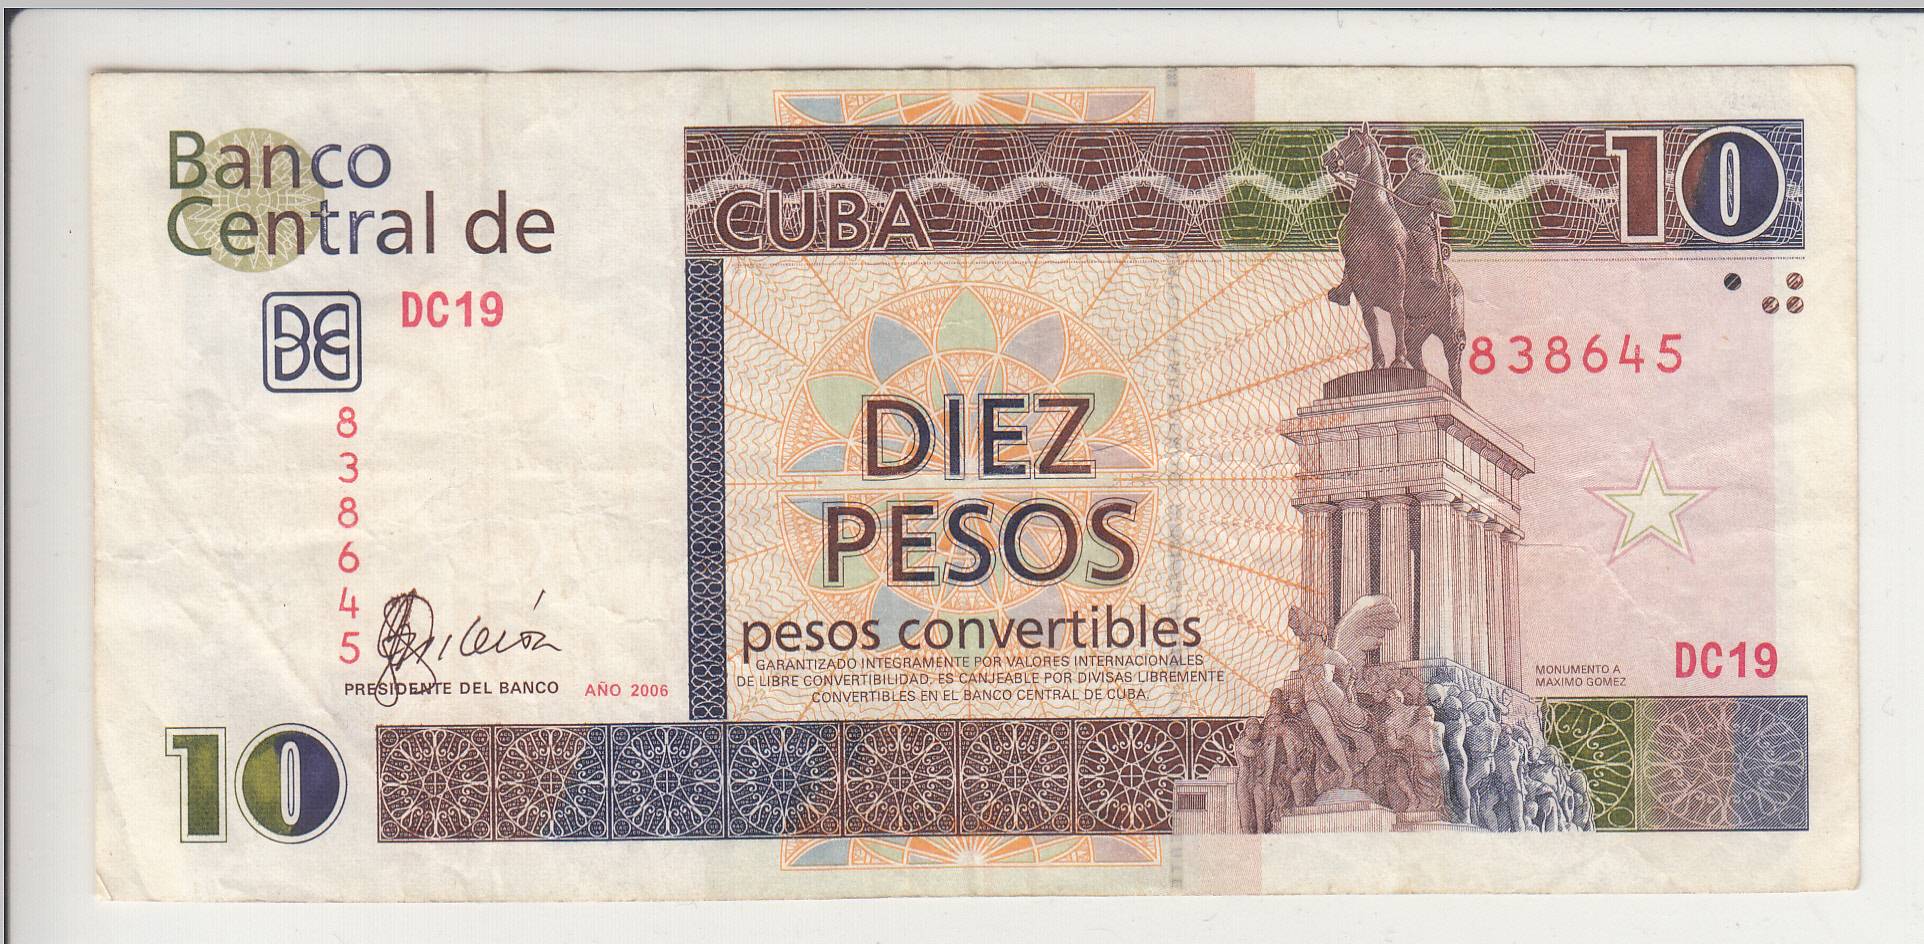 Banco
Central de
CUBA
10
DC19
838645
8
3
8
6
4
5
DIEZ
PESOS
pesos convertibles
GARANTIZADO INTEGRAMENTE POR VALORES INTERNACIONALES
DE LIBRE CONVERTIBILIDAD, ES CANJEABLE POR DIVISAS LIBREMENTE
CONVERTIBLES EN EL BANCO CENTRAL DE CUBA.
PRESIDENTE DEL BANCO
AÑO 2006
MONUMENTO A
MAXIMO GOMEZ
DC19
10